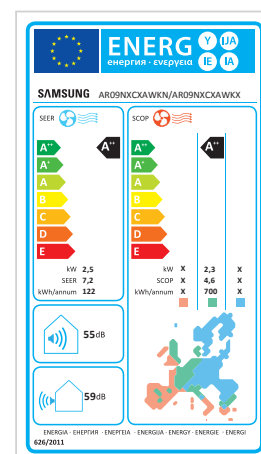 ENERG Y IJA
енергия · ενεργεια IE IA
SAMSUNG AR09NXCXAWKN/AR09NXCXAWKX
SEER SCOP
A++ A++ A++ A++
A+ A+
A A
B B
C C
D D
E E
kW 2,5 kW X 2,3 X
SEER 7,2 SCOP X 4,6 X
kWh/annum 122 kWh/annum X 700 X
55dB
59dB
ENERGIA · ЕНЕРГИЯ · ΕΝΕΡΓΕΙΑ · ENERGIJA · ENERGY · ENERGIE · ENERGI
626/2011